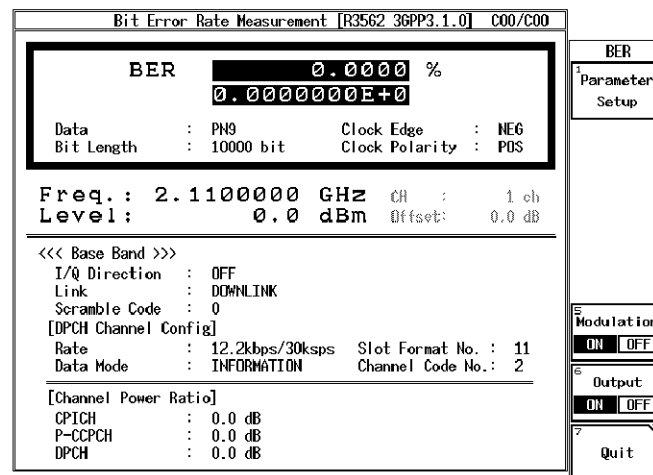 Bit Error Rate Measurement [R3562 3GPP3.1.0] C00/C00
BER 0.0000 %
0.0000000E+0
Data : PN9 Clock Edge : NEG
Bit Length : 10000 bit Clock Polarity : POS
Freq.: 2.1100000 GHz CH : 1 ch
Level: 0.0 dBm Offset: 0.0 dB
<<< Base Band >>>
I/Q Direction : OFF
Link : DOWNLINK
Scramble Code : 0
[DPCH Channel Config]
Rate : 12.2kbps/30ksps Slot Format No. : 11
Data Mode : INFORMATION Channel Code No.: 2
[Channel Power Ratio]
CPICH : 0.0 dB
P-CCPCH : 0.0 dB
DPCH : 0.0 dB
BER
1
Parameter
Setup
5
Modulation
ON OFF
6
Output
ON OFF
7
Quit